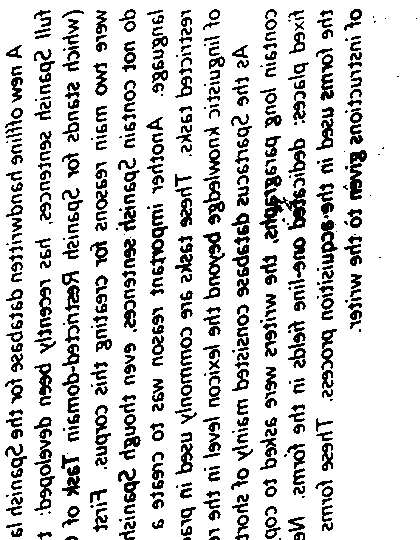 A new offline handwritten database for the Spanish la
full Spanish sentences, has recently been developed: t
(which stands for Spanish Restricted-domain Task of
were two main reasons for creating this corpus. First
do not contain Spanish sentences, even though Spanish
language. Another important reason was to create a
restricted tasks. These tasks are commonly used in prac
of linguistic knowledge beyond the lexicon level in the r
As the Spartacus database consisted mainly of short
contain long paragraphs, the writers were asked to cop
fixed places: dedicated one-line fields in the forms. Ne
the forms used in the acquisition process. These forms
of instructions given to the writer.